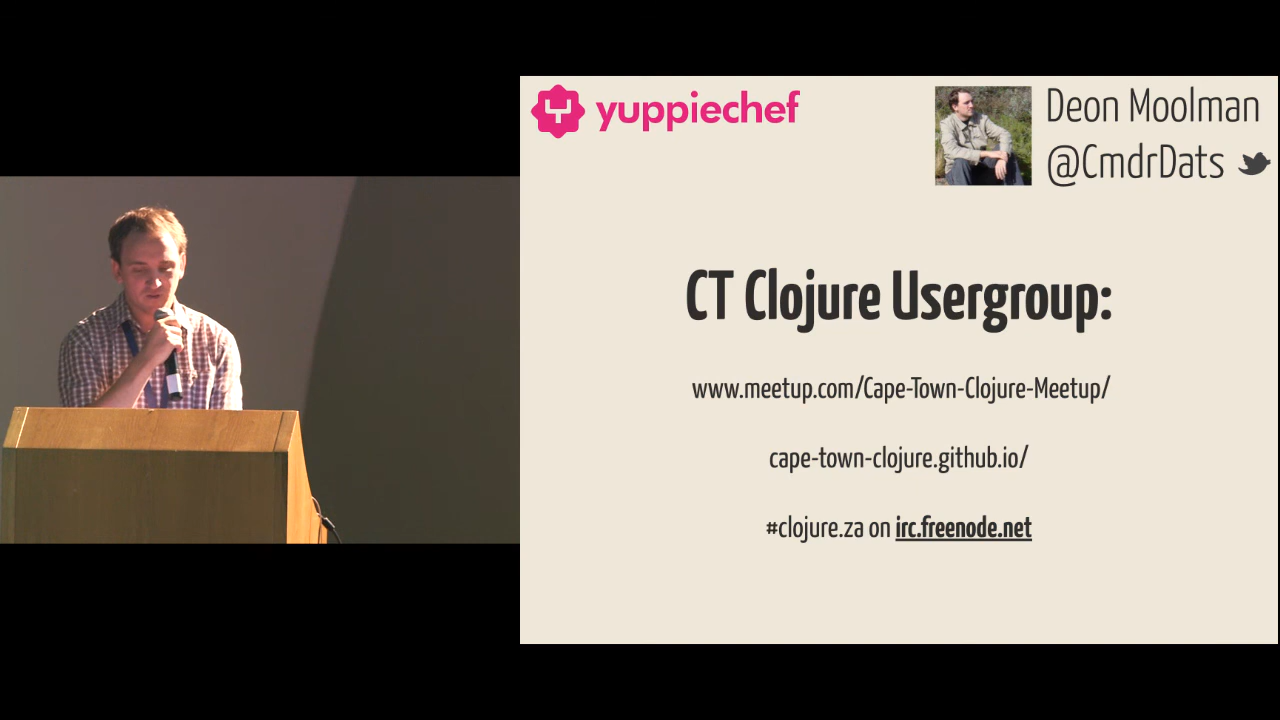 yuppiechef
Deon Moolman
@CmdrDats
CT Clojure Usergroup:
www.meetup.com/Cape-Town-Clojure-Meetup/
cape-town-clojure.github.io/
#clojure.za on irc.freenode.net